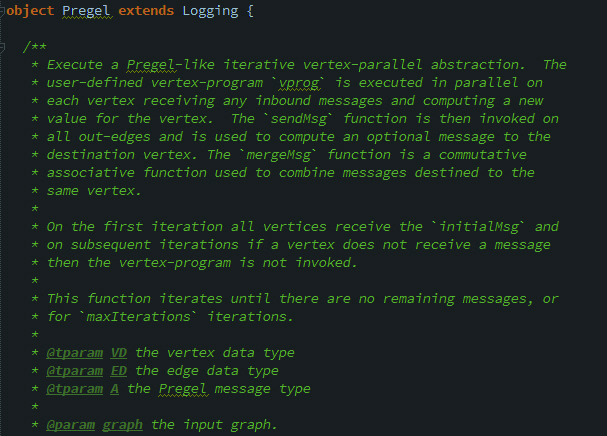 object Pregel extends Logging {
/**
* Execute a Pregel-like iterative vertex-parallel abstraction.  The
* user-defined vertex-program `vprog` is executed in parallel on
* each vertex receiving any inbound messages and computing a new
* value for the vertex.  The `sendMsg` function is then invoked on
* all out-edges and is used to compute an optional message to the
* destination vertex. The `mergeMsg` function is a commutative
* associative function used to combine messages destined to the
* same vertex.
*
* On the first iteration all vertices receive the `initialMsg` and
* on subsequent iterations if a vertex does not receive a message
* then the vertex-program is not invoked.
*
* This function iterates until there are no remaining messages, or
* for `maxIterations` iterations.
*
* @tparam VD the vertex data type
* @tparam ED the edge data type
* @tparam A the Pregel message type
*
* @param graph the input graph.